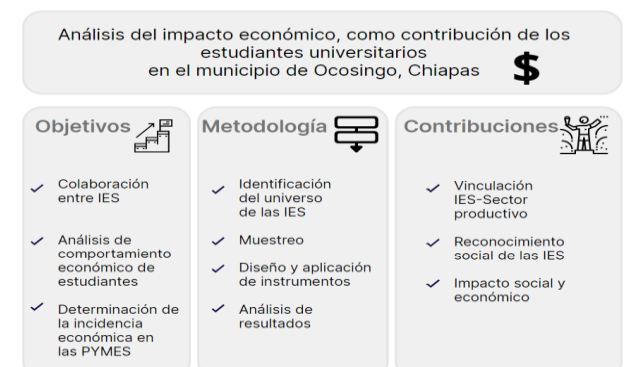 Análisis del impacto económico, como contribución de los
estudiantes universitarios
en el municipio de Ocosingo, Chiapas
$
Objetivos
Colaboración
entre IES
Análisis de
comportamiento
económico de
estudiantes
Determinación de
la incidencia
económica en
las PYMES
Metodología
Identificación
del universo
de las IES
Muestreo
Diseño y aplicación
de instrumentos
Análisis de
resultados
Contribuciones
Vinculación
IES-Sector
productivo
Reconocimiento
social de las IES
Impacto social y
económico